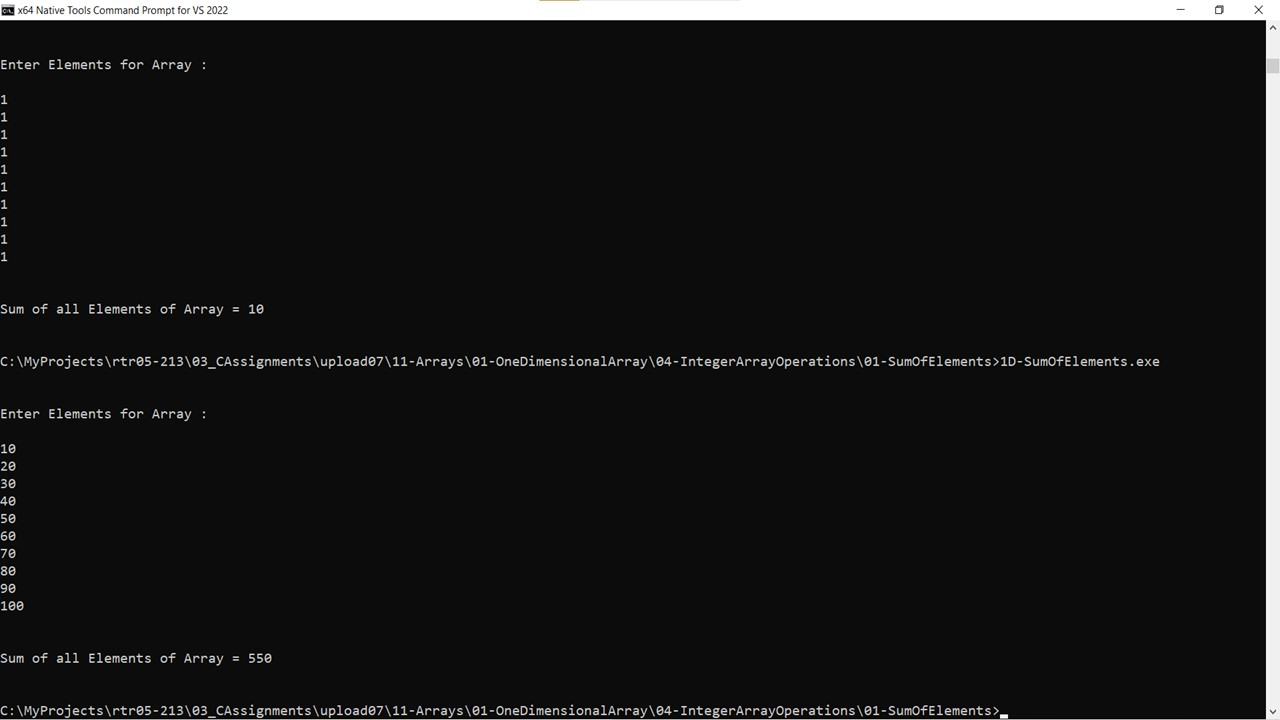 x64 Native Tools Command Prompt for VS 2022
Enter Elements for Array :
1
1
1
1
1
1
1
1
1
1
Sum of all Elements of Array = 10
C:\MyProjects\rtr05-213\03_CAssignments\upload07\11-Arrays\01-OneDimensionalArray\04-IntegerArrayOperations\01-SumOfElements>1D-SumOfElements.exe
Enter Elements for Array :
10
20
30
40
50
60
70
80
90
100
Sum of all Elements of Array = 550
C:\MyProjects\rtr05-213\03_CAssignments\upload07\11-Arrays\01-OneDimensionalArray\04-IntegerArrayOperations\01-SumOfElements>